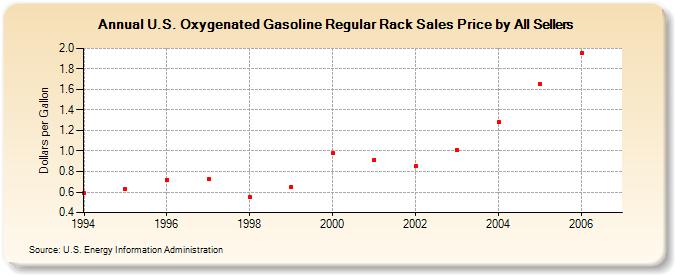 Annual U.S. Oxygenated Gasoline Regular Rack Sales Price by All Sellers
Dollars per Gallon
2.0
1.8
1.6
1.4
1.2
1.0
0.8
0.6
0.4
1994 1996 1998 2000 2002 2004 2006
Source: U.S. Energy Information Administration